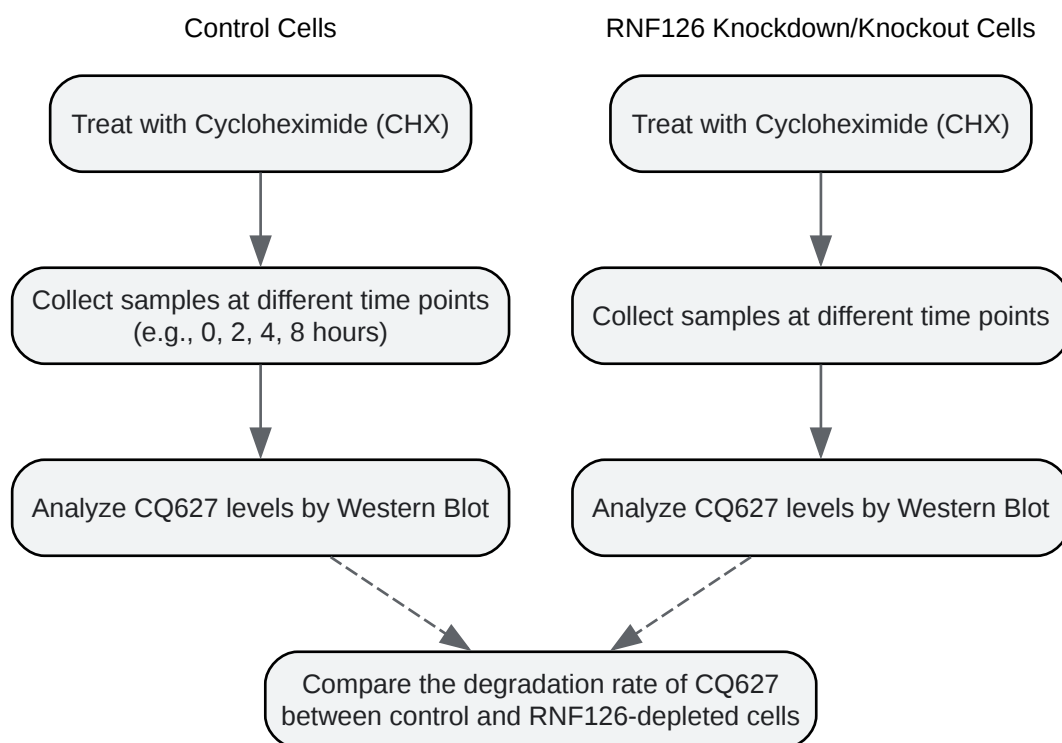 Control Cells
RNF126 Knockdown/Knockout Cells
Treat with Cycloheximide (CHX)
Treat with Cycloheximide (CHX)
Collect samples at different time points
(e.g., 0, 2, 4, 8 hours)
Collect samples at different time points
Analyze CQ627 levels by Western Blot
Analyze CQ627 levels by Western Blot
Compare the degradation rate of CQ627
between control and RNF126-depleted cells